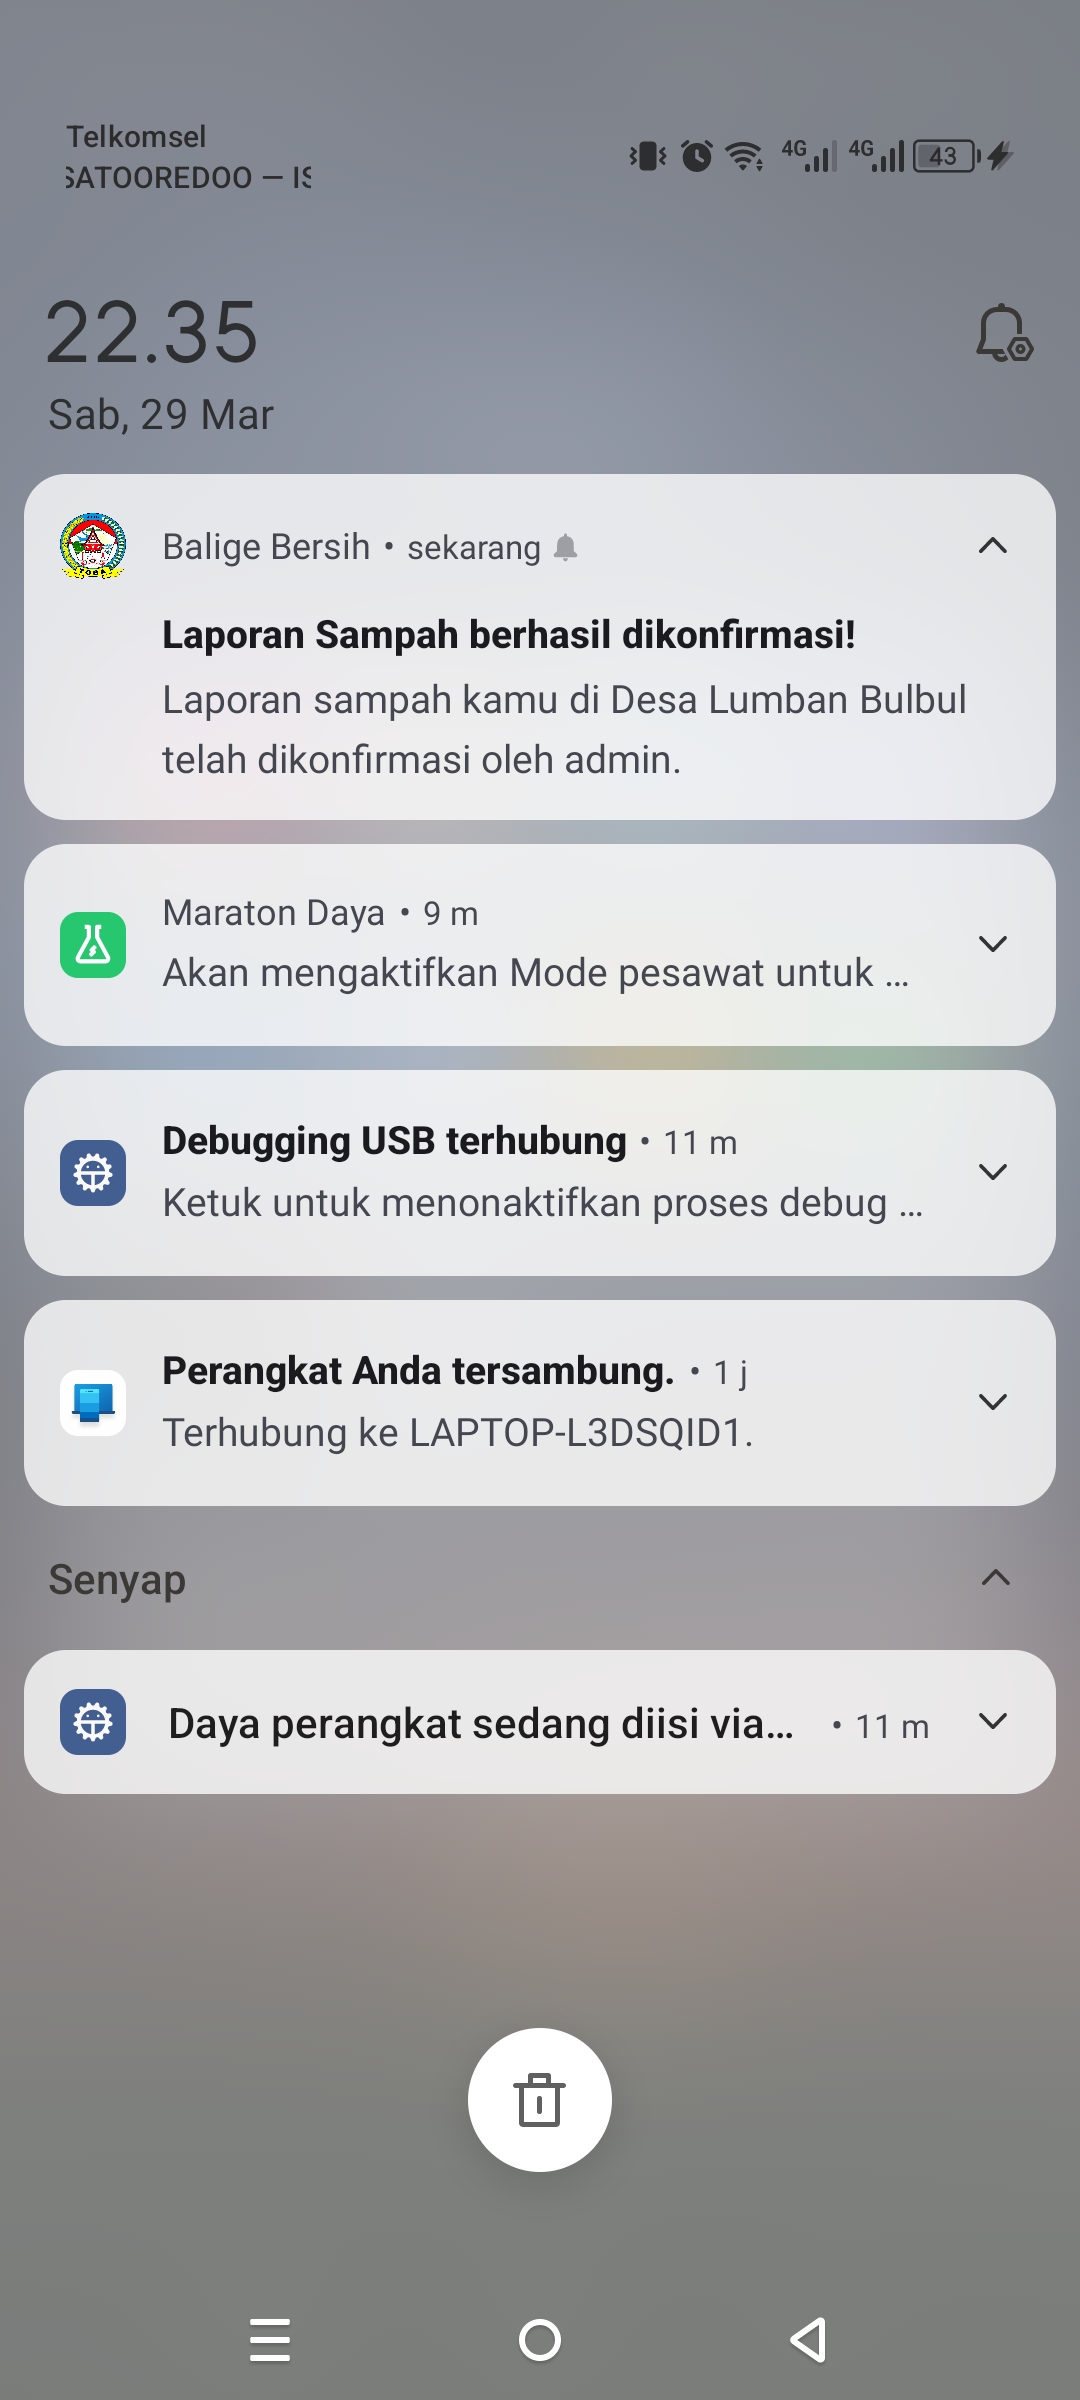 Telkomsel
SATOOREDOO — IS
4G 4G 43
22.35
Sab, 29 Mar
Balige Bersih • sekarang
Laporan Sampah berhasil dikonfirmasi!
Laporan sampah kamu di Desa Lumban Bulbul
telah dikonfirmasi oleh admin.
Maraton Daya • 9 m
Akan mengaktifkan Mode pesawat untuk ...
Debugging USB terhubung • 11 m
Ketuk untuk menonaktifkan proses debug ...
Perangkat Anda tersambung. • 1 j
Terhubung ke LAPTOP-L3DSQID1.
Senyap
Daya perangkat sedang diisi via... • 11 m